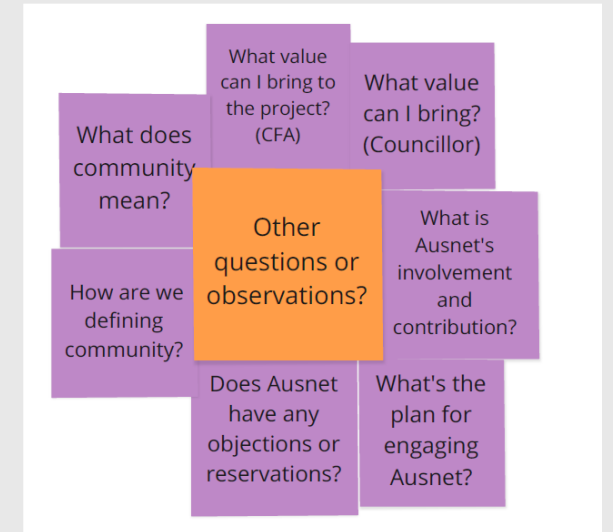 What value
can I bring to
the project?
(CFA)
What value
can I bring?
(Councillor)
What does
community
mean?
Other
questions or
observations?
What is
Ausnet's
involvement
and
contribution?
How are we
defining
community?
Does Ausnet
have any
objections or
reservations?
What's the
plan for
engaging
Ausnet?